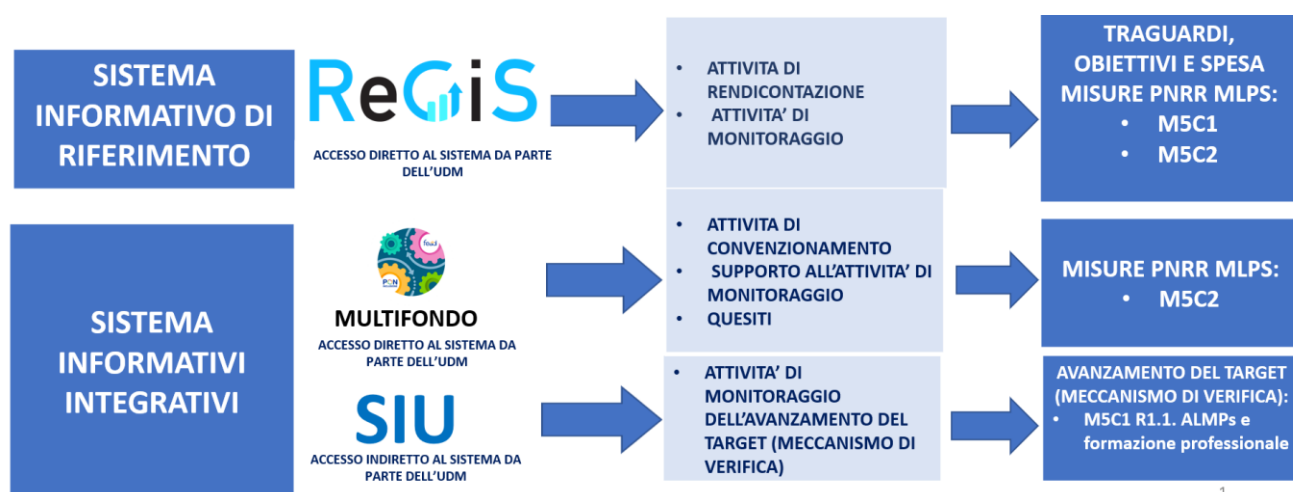 SISTEMA
INFORMATIVO DI
RIFERIMENTO
ReGiS
ACCESSO DIRETTO AL SISTEMA DA PARTE
DELL'UDM
• ATTIVITA DI
RENDICONTAZIONE
• ATTIVITA' DI
MONITORAGGIO
TRAGUARDI,
OBIETTIVI E SPESA
MISURE PNRR MLPS:
• M5C1
• M5C2
SISTEMA
INFORMATIVI
INTEGRATIVI
PON
MULTIFONDO
ACCESSO DIRETTO AL SISTEMA DA
PARTE DELL'UDM
• ATTIVITA DI
CONVENZIONAMENTO
• SUPPORTO ALL'ATTIVITA' DI
MONITORAGGIO
• QUESITI
MISURE PNRR MLPS:
• M5C2
SIU
ACCESSO INDIRETTO AL SISTEMA DA
PARTE DELL'UDM
• ATTIVITA' DI
MONITORAGGIO
DELL'AVANZAMENTO DEL
TARGET (MECCANISMO DI
VERIFICA)
AVANZAMENTO DEL TARGET
(MECCANISMO DI VERIFICA):
• M5C1 R1.1. ALMPs e
formazione professionale
1